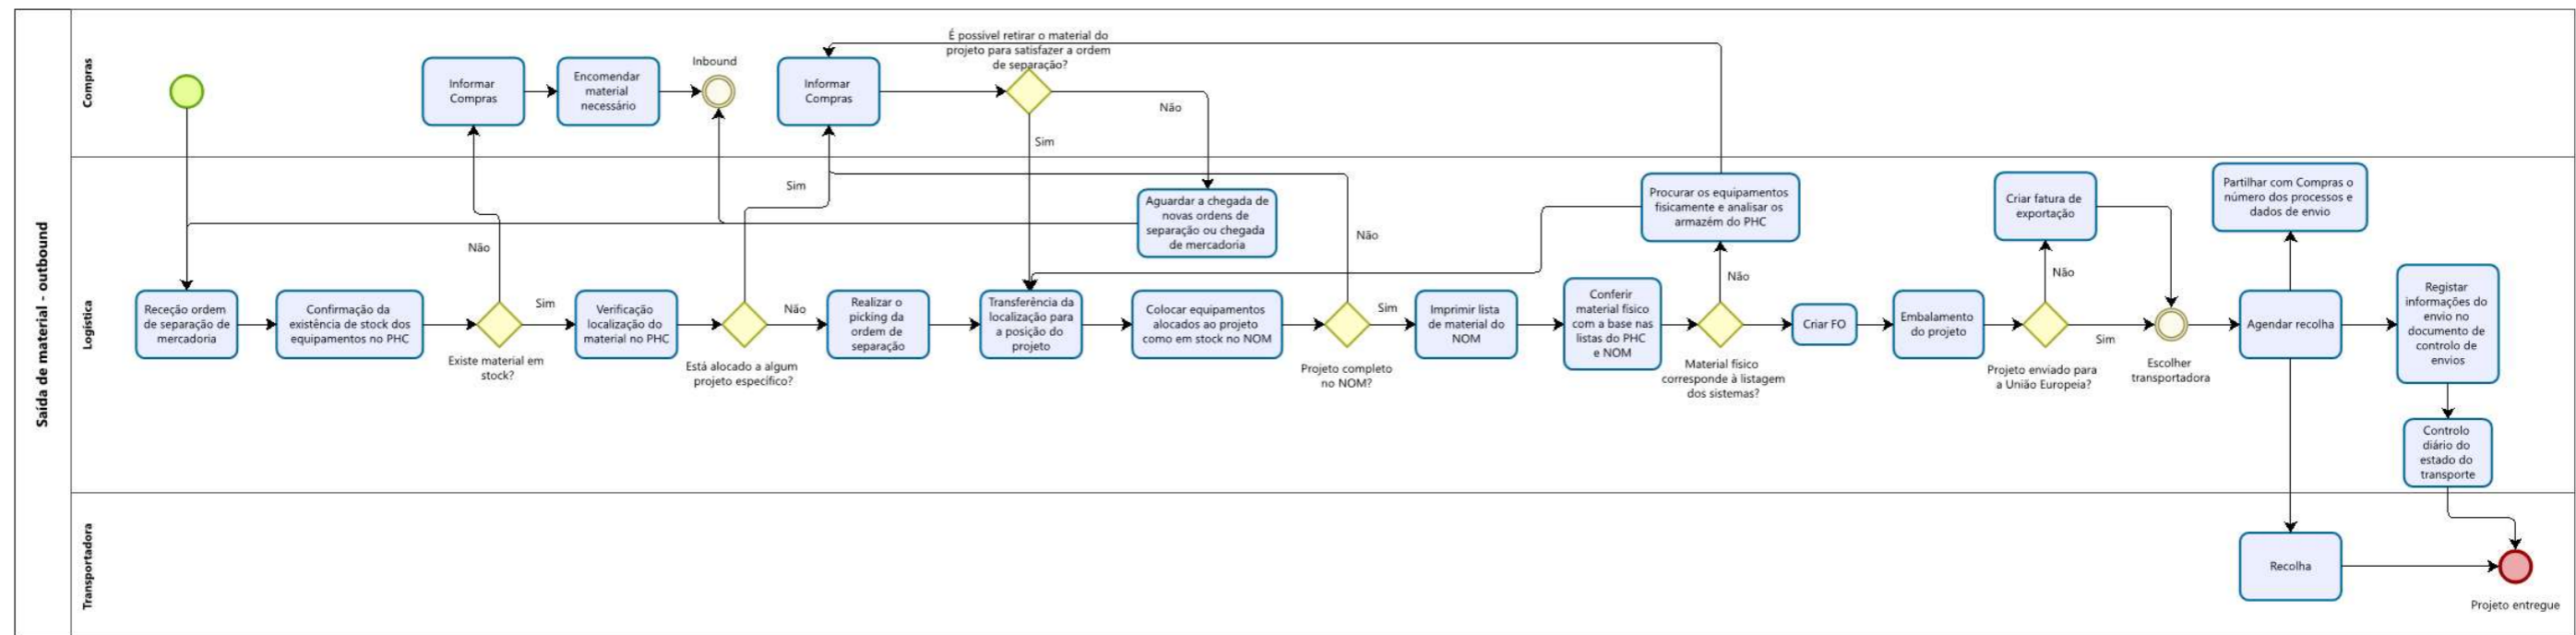 Saída de material - outbound
Compras
É possível retirar o material do
projeto para satisfazer a ordem
de separação?
Informar
Compras
Encomendar
material
necessário
Inbound
Informar
Compras
Não
Sim
Logística
Sim
Não
Aguardar a chegada de
novas ordens de
separação ou chegada
de mercadoria
Não
Procurar os equipamentos
fisicamente e analisar os
armazém do PHC
Criar fatura de
exportação
Partilhar com Compras o
número dos processos e
dados de envio
Receção ordem
de separação de
mercadoria
Confirmação da
existência de stock dos
equipamentos no PHC
Existe material em
stock?
Sim
Verificação
localização do
material no PHC
Está alocado a algum
projeto específico?
Não
Realizar o
picking da
ordem de
separação
Transferência da
localização para
a posição do
projeto
Colocar equipamentos
alocados ao projeto
como em stock no NOM
Projeto completo
no NOM?
Sim
Imprimir lista
de material do
NOM
Conferir
material físico
com a base nas
listas do PHC
e NOM
Não
Material físico
corresponde à listagem
dos sistemas?
Criar FO
Embalamento
do projeto
Não
Projeto enviado para
a União Europeia?
Sim
Escolher
transportadora
Agendar recolha
Registar
informações do
envio no
documento de
controlo de
envios
Controlo
diário do
estado do
transporte
Transportadora
Recolha
Projeto entregue